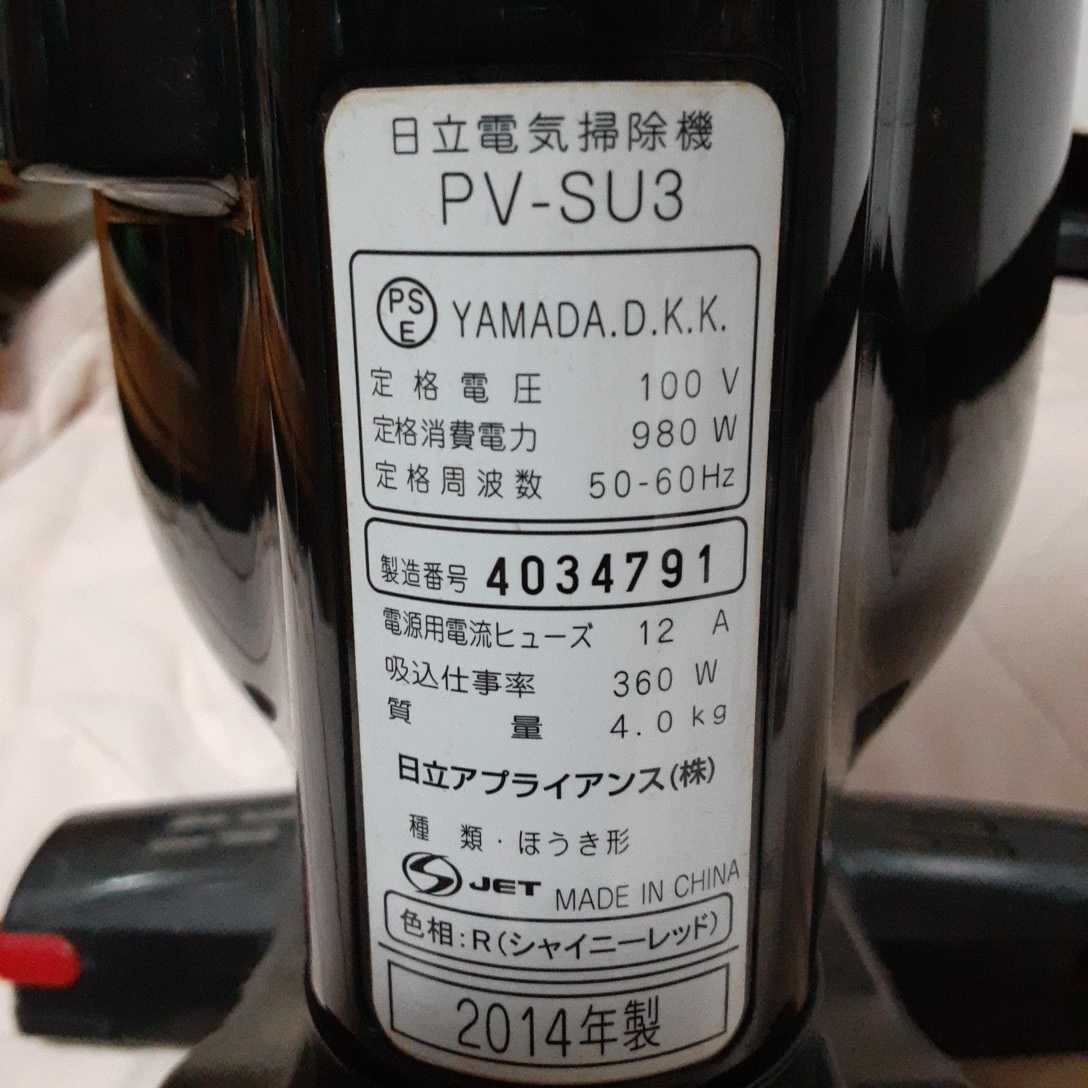 日立電気掃除機
PV-SU3
PS
E
YAMADA.D.K.K.
定格電圧 100 V
定格消費電力 980 W
定格周波数 50-60Hz
製造番号 4034791
電源用電流ヒューズ 12 A
吸込仕事率 360 W
質量 4.0 kg
日立アプライアンス(株)
種類・ほうき形
S JET MADE IN CHINA
色相:R(シャイニーレッド)
2014年製